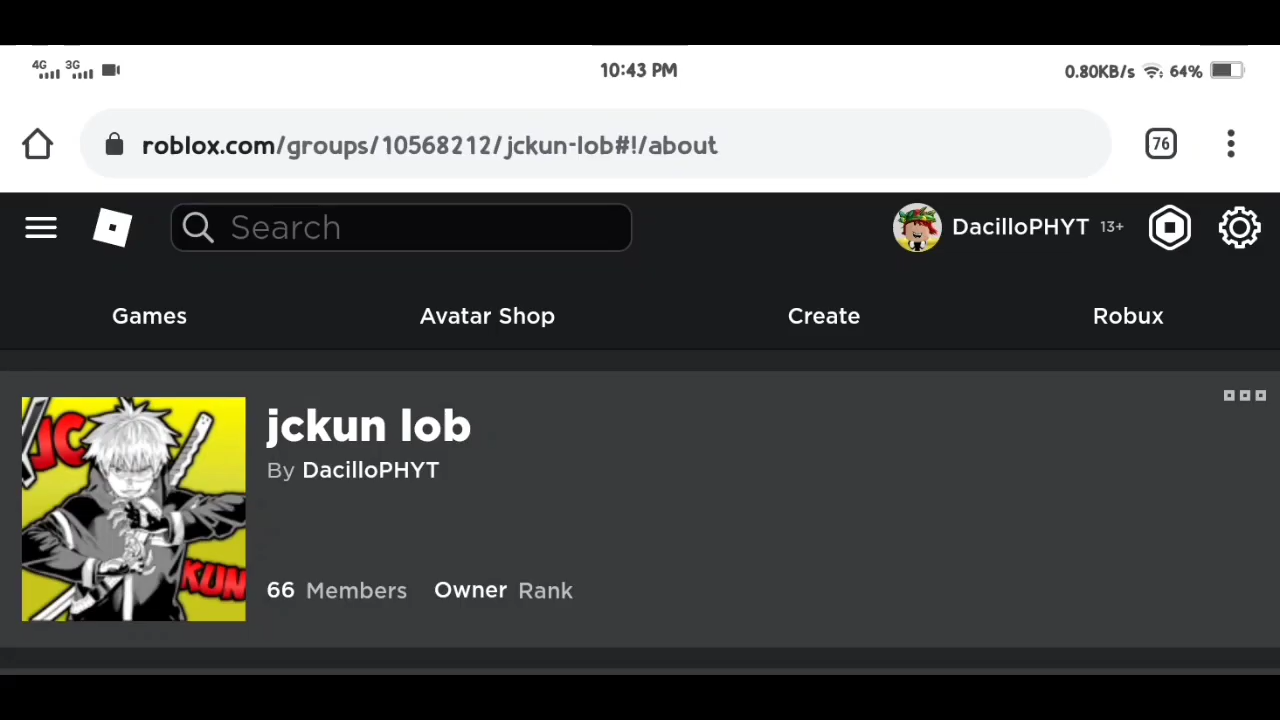 4G 3G 10:43 PM 0.80KB/s 64%
roblox.com/groups/10568212/jckun-lob#!/about 76
Search DacilloPHYT 13+
Games Avatar Shop Create Robux
jckun lob
By DacilloPHYT
JC
KUN
66 Members Owner Rank